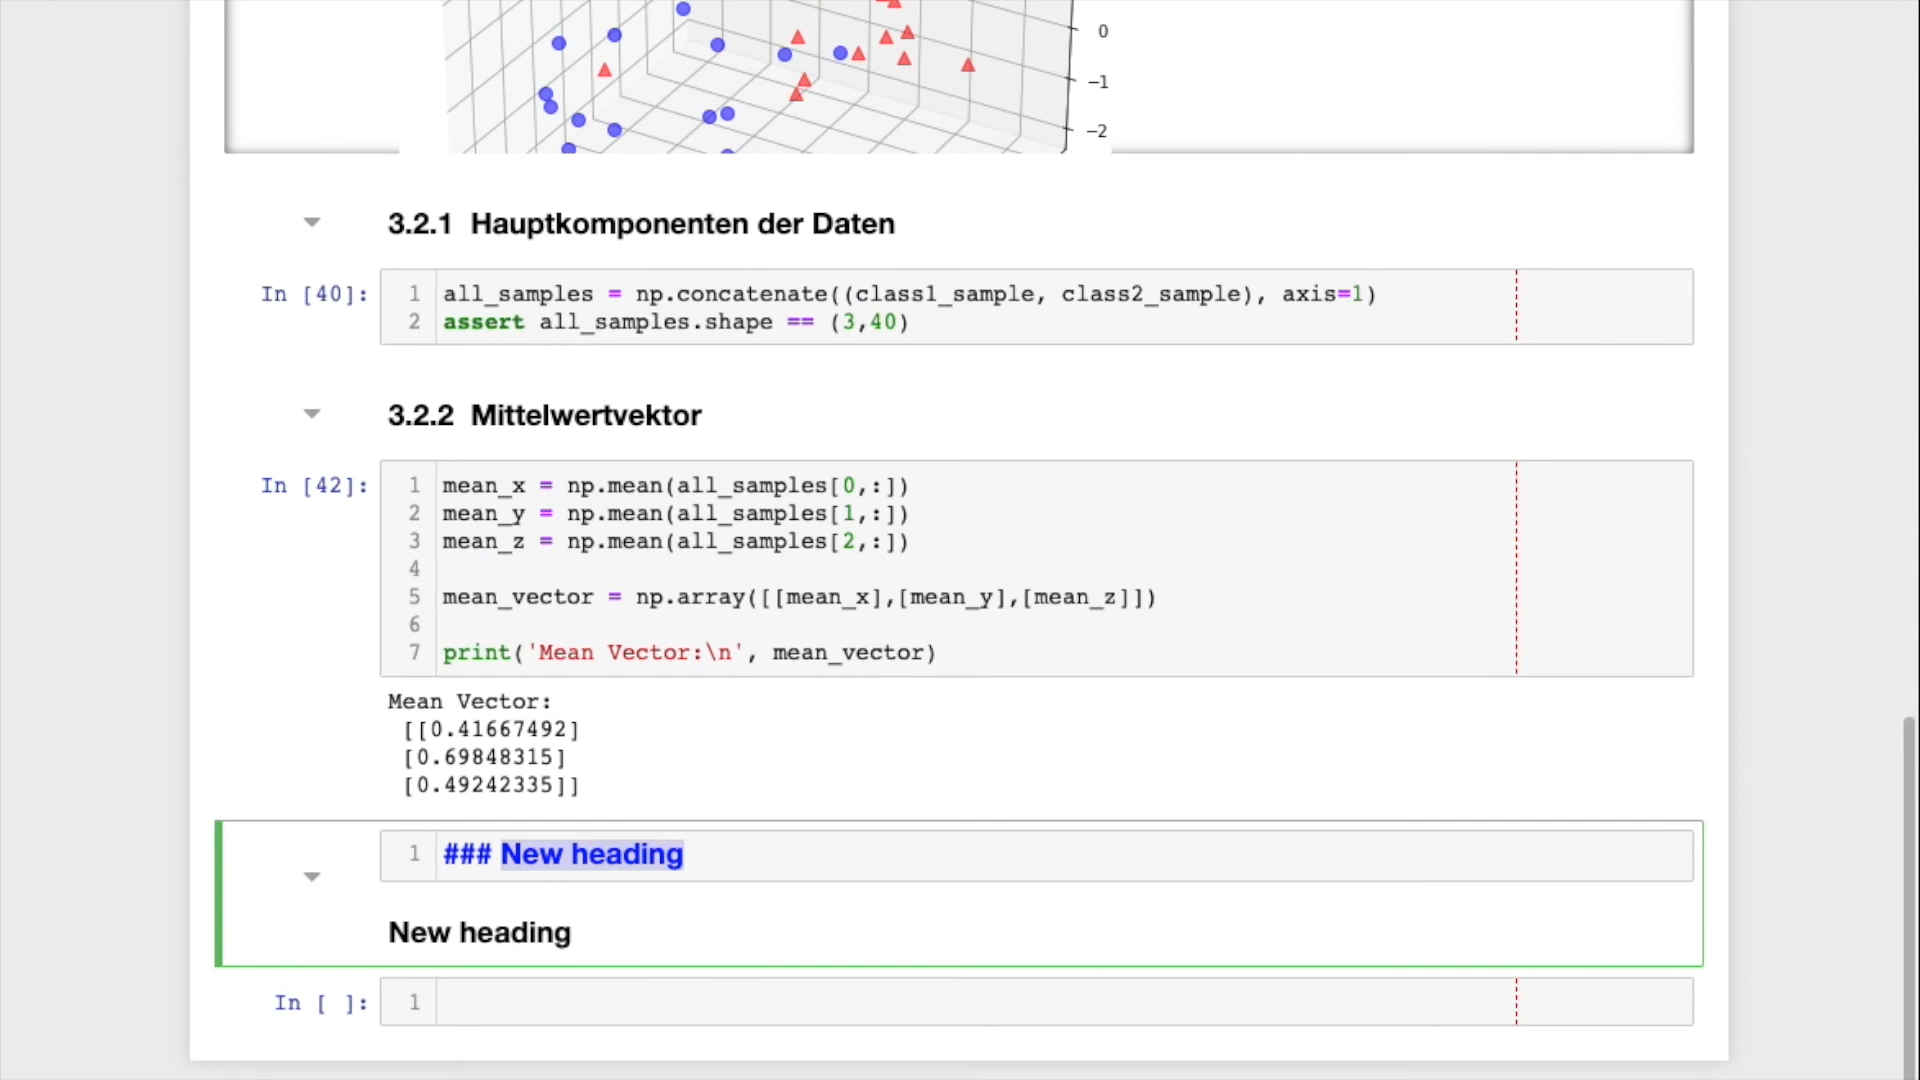 0
−1
−2
3.2.1 Hauptkomponenten der Daten
In [40]:
1 all_samples = np.concatenate((class1_sample, class2_sample), axis=1)
2 assert all_samples.shape == (3,40)
3.2.2 Mittelwertvektor
In [42]:
1 mean_x = np.mean(all_samples[0,:])
2 mean_y = np.mean(all_samples[1,:])
3 mean_z = np.mean(all_samples[2,:])
4
5 mean_vector = np.array([[mean_x],[mean_y],[mean_z]])
6
7 print('Mean Vector:\n', mean_vector)
Mean Vector:
[[0.41667492]
[0.69848315]
[0.49242335]]
1 ### New heading
New heading
In [ ]: 1